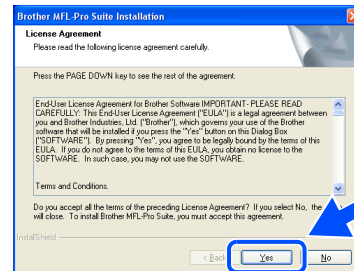 Brother MFL-Pro Suite Installation
License Agreement
Please read the following license agreement carefully.
Press the PAGE DOWN key to see the rest of the agreement.
End-User License Agreement for Brother Software IMPORTANT- PLEASE READ
CAREFULLY: This End-User License Agreement ("EULA") is a legal agreement between
you and Brother Industries, Ltd. ("Brother"), which governs your use of the Brother
software that will be installed if you press the "Yes" button on this Dialog Box
("SOFTWARE"). By pressing "Yes", you agree to be legally bound by the terms of this
EULA. If you do not agree to the terms of this EULA, you obtain no license to the
SOFTWARE. In such case, you may not use the SOFTWARE.
Terms and Conditions.
Do you accept all the terms of the preceding License Agreement? If you select No, the
will close. To install Brother MFL-Pro Suite, you must accept this agreement.
InstallShield
< Back Yes No